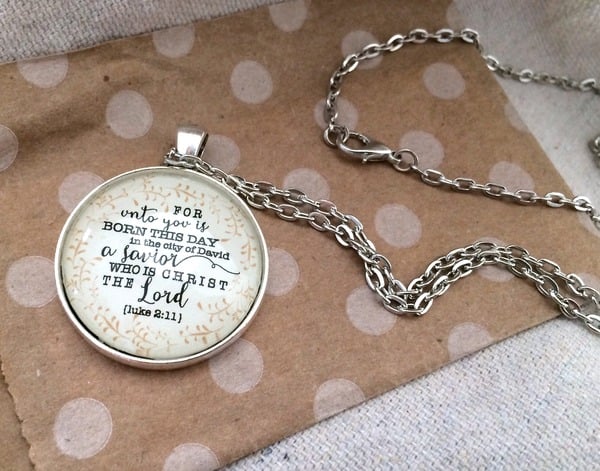 FOR
unto you is
BORN THIS DAY
in the city of David
a Savior
WHO IS CHRIST
THE Lord
[luke 2:11]